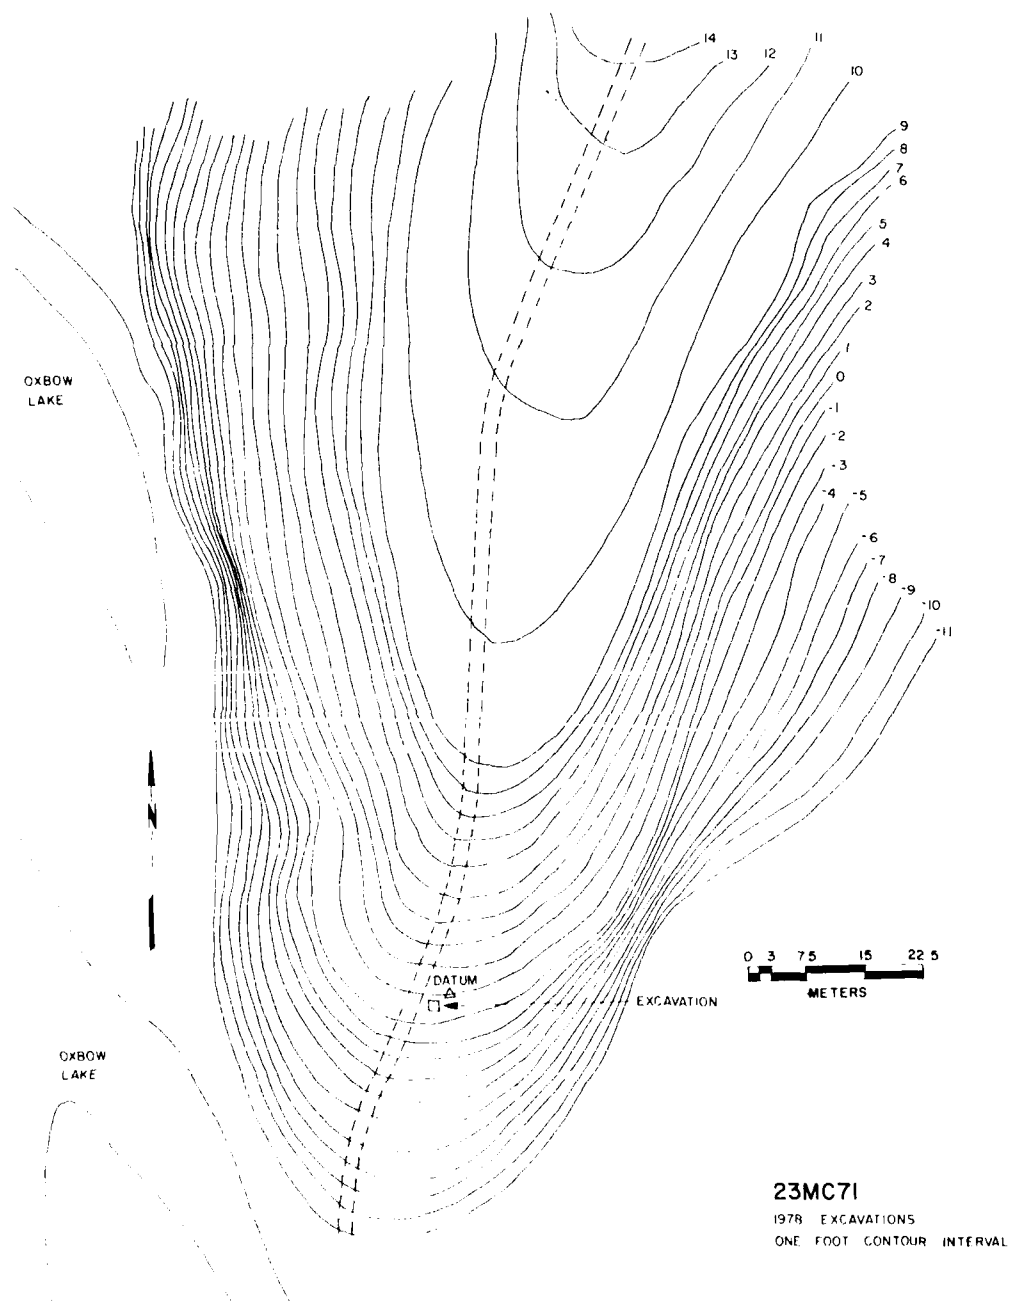 14
13
12
11
10
9
8
7
6
5
4
3
2
1
0
-1
-2
-3
-4
-5
-6
-7
-8
-9
-10
-11
OXBOW
LAKE
N
DATUM
EXCAVATION
0 3 7.5 15 22.5
METERS
OXBOW
LAKE
23MC71
1978 EXCAVATIONS
ONE FOOT CONTOUR INTERVAL